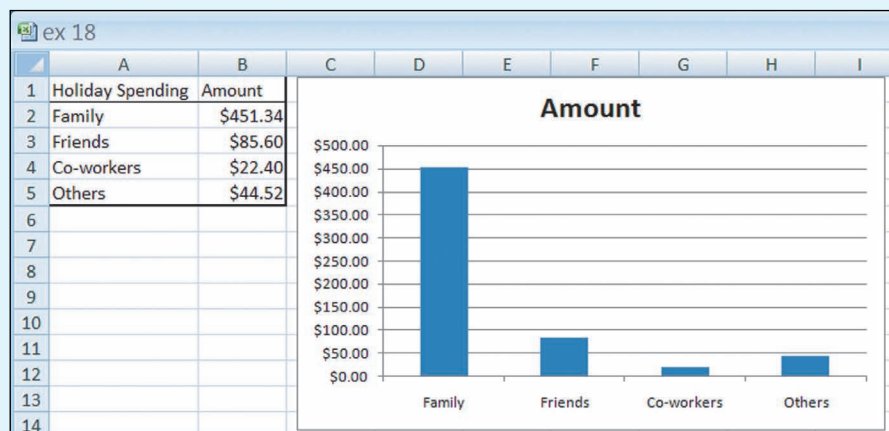 ex 18
A B C D E F G H I
1 Holiday Spending Amount
2 Family $451.34
3 Friends $85.60
4 Co-workers $22.40
5 Others $44.52
6
7
8
9
10
11
12
13
14
Amount
$500.00
$450.00
$400.00
$350.00
$300.00
$250.00
$200.00
$150.00
$100.00
$50.00
$0.00
Family Friends Co-workers Others